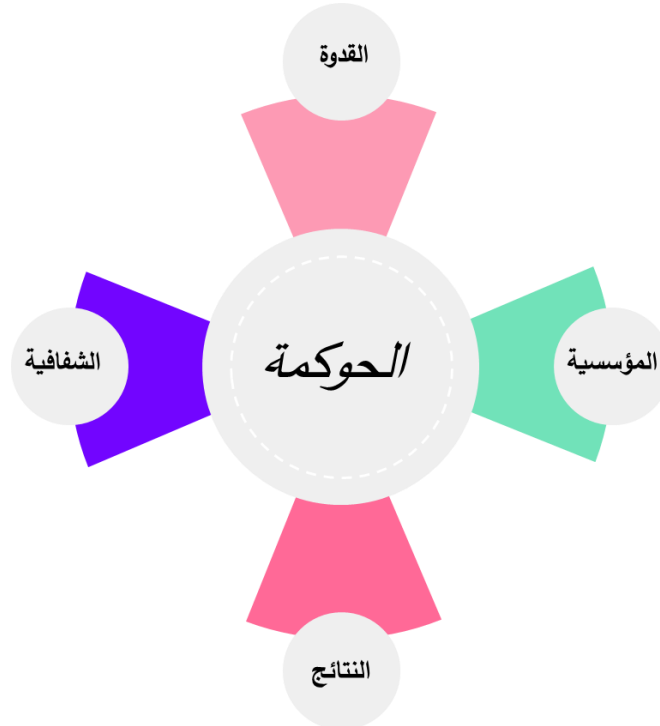 القدوة
المؤسسية
الحوكمة
الشفافية
النتائج